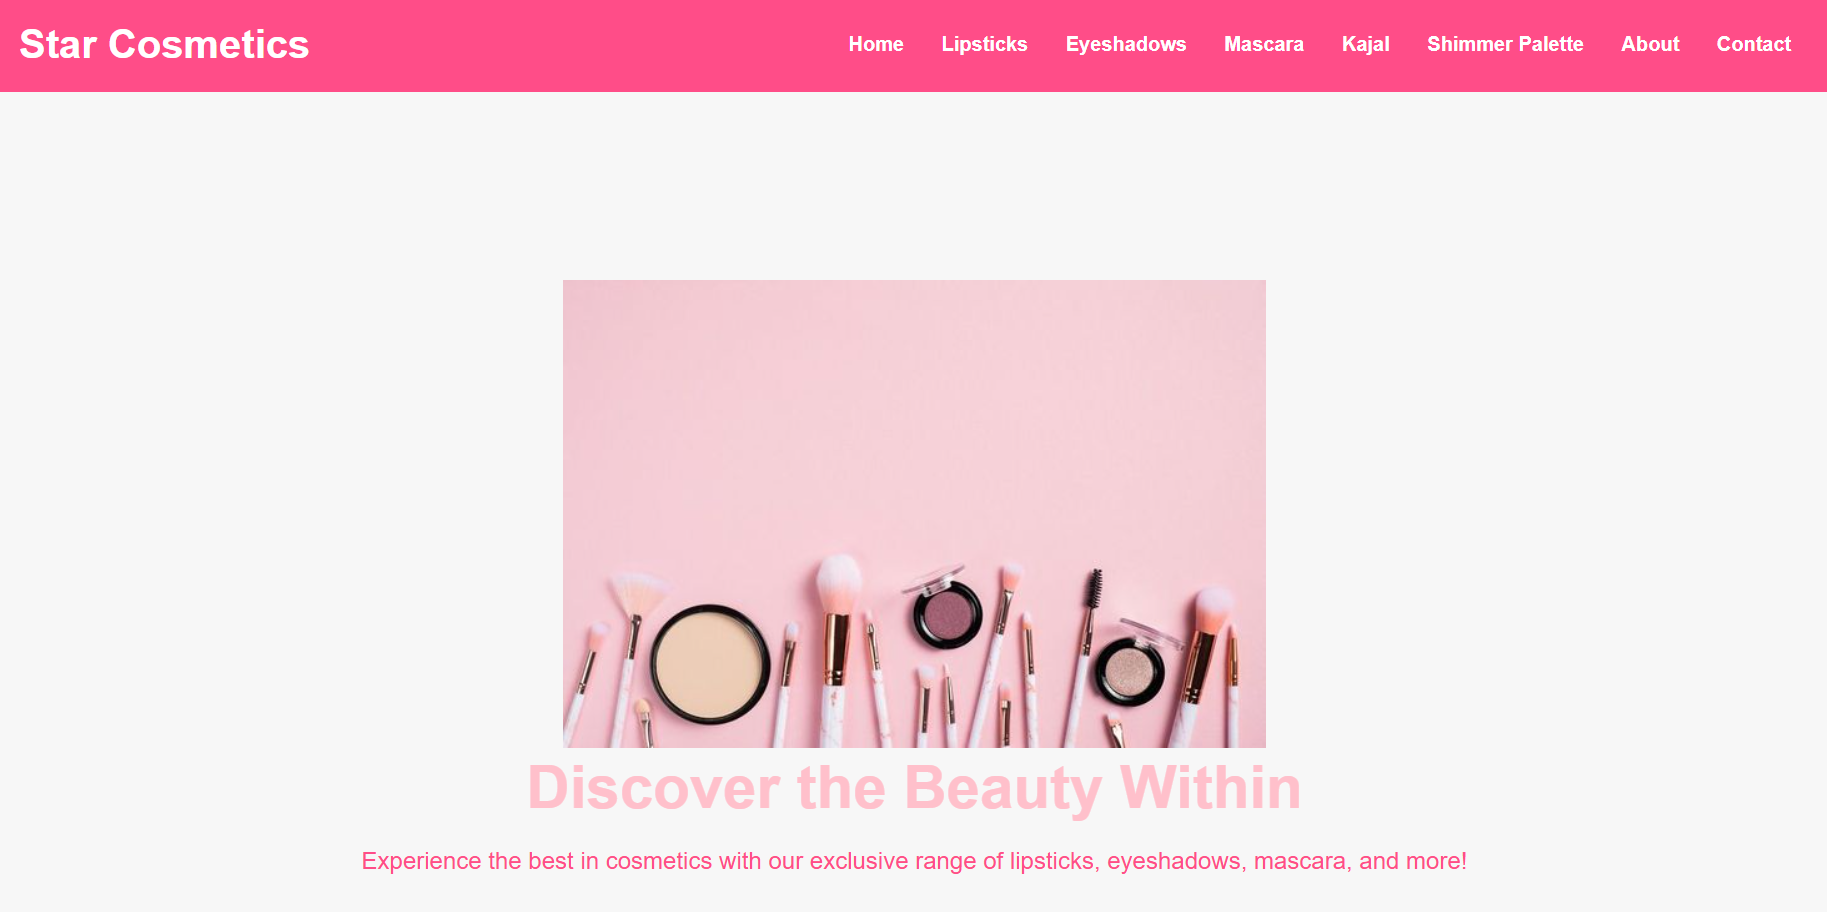 Star Cosmetics
Home Lipsticks Eyeshadows Mascara Kajal Shimmer Palette About Contact
Discover the Beauty Within
Experience the best in cosmetics with our exclusive range of lipsticks, eyeshadows, mascara, and more!